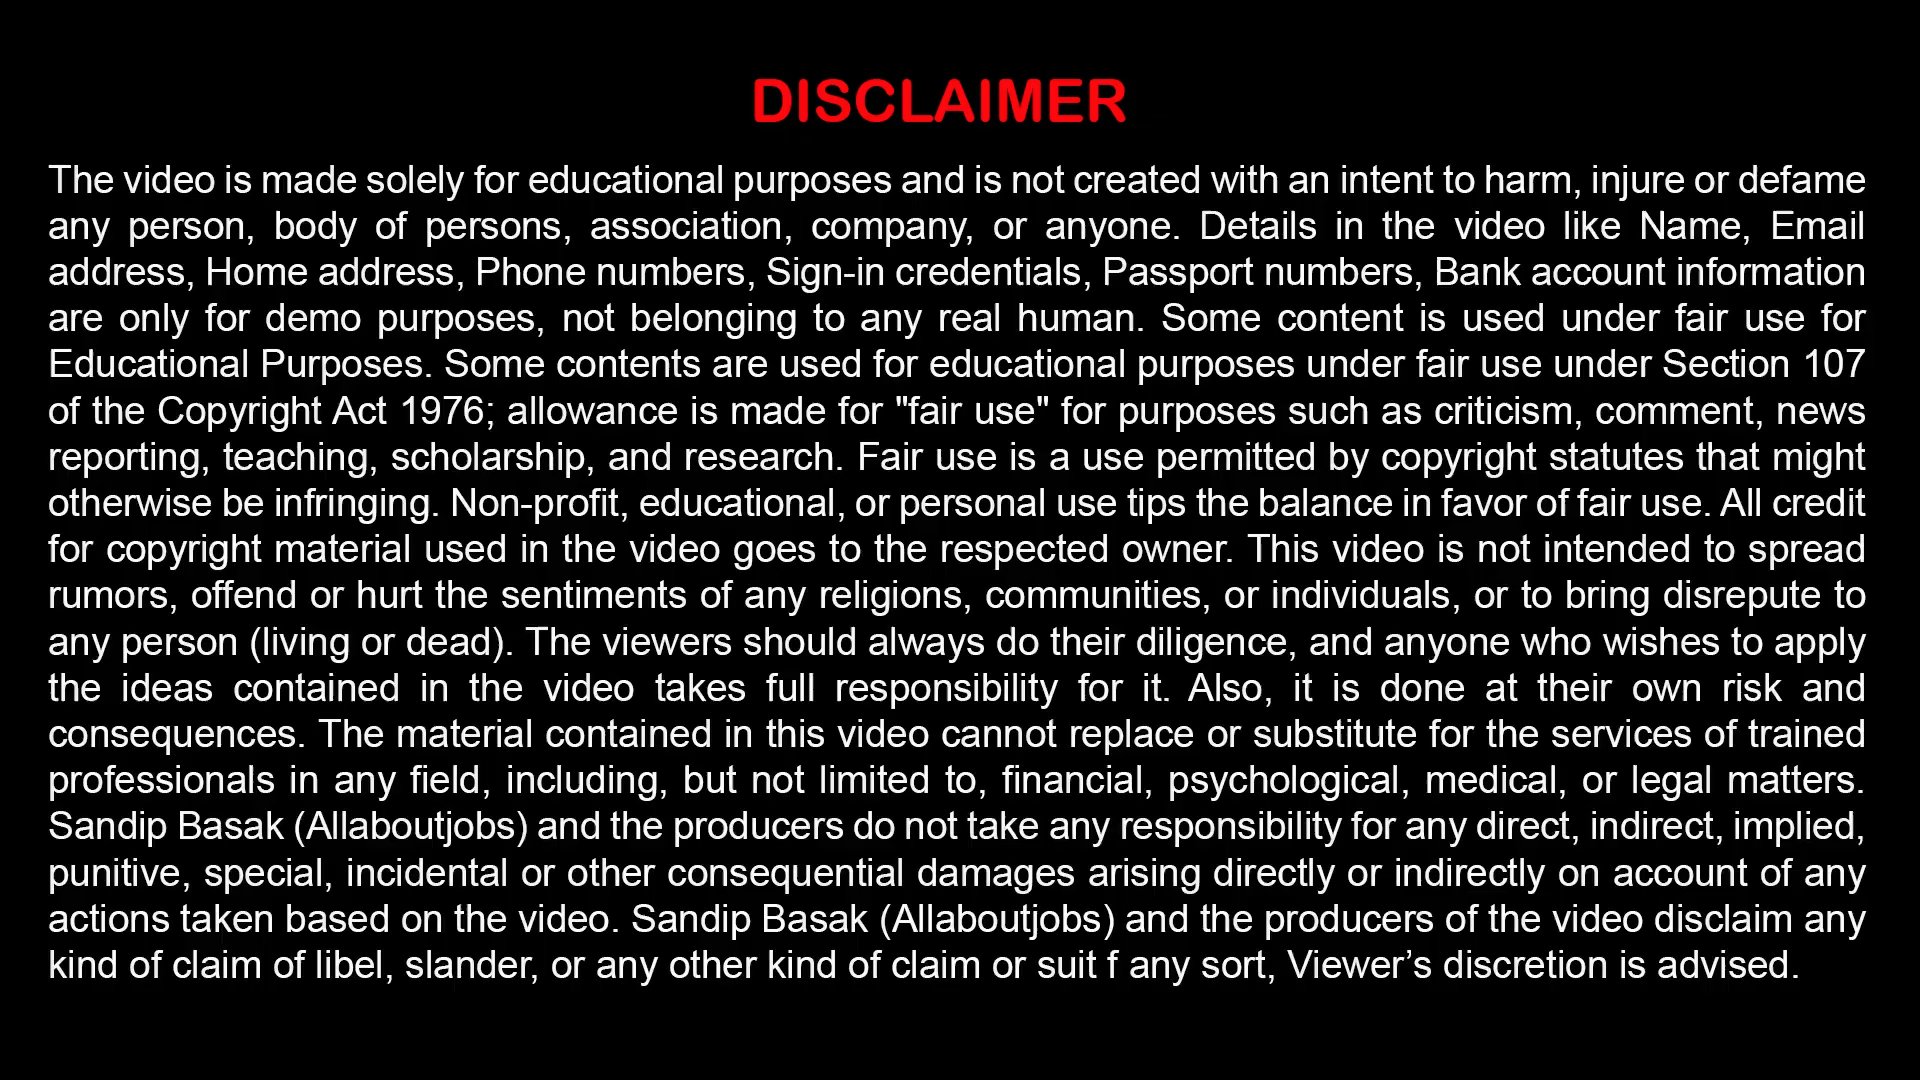 DISCLAIMER
The video is made solely for educational purposes and is not created with an intent to harm, injure or defame
any person, body of persons, association, company, or anyone. Details in the video like Name, Email
address, Home address, Phone numbers, Sign-in credentials, Passport numbers, Bank account information
are only for demo purposes, not belonging to any real human. Some content is used under fair use for
Educational Purposes. Some contents are used for educational purposes under fair use under Section 107
of the Copyright Act 1976; allowance is made for "fair use" for purposes such as criticism, comment, news
reporting, teaching, scholarship, and research. Fair use is a use permitted by copyright statutes that might
otherwise be infringing. Non-profit, educational, or personal use tips the balance in favor of fair use. All credit
for copyright material used in the video goes to the respected owner. This video is not intended to spread
rumors, offend or hurt the sentiments of any religions, communities, or individuals, or to bring disrepute to
any person (living or dead). The viewers should always do their diligence, and anyone who wishes to apply
the ideas contained in the video takes full responsibility for it. Also, it is done at their own risk and
consequences. The material contained in this video cannot replace or substitute for the services of trained
professionals in any field, including, but not limited to, financial, psychological, medical, or legal matters.
Sandip Basak (Allaboutjobs) and the producers do not take any responsibility for any direct, indirect, implied,
punitive, special, incidental or other consequential damages arising directly or indirectly on account of any
actions taken based on the video. Sandip Basak (Allaboutjobs) and the producers of the video disclaim any
kind of claim of libel, slander, or any other kind of claim or suit f any sort, Viewer’s discretion is advised.